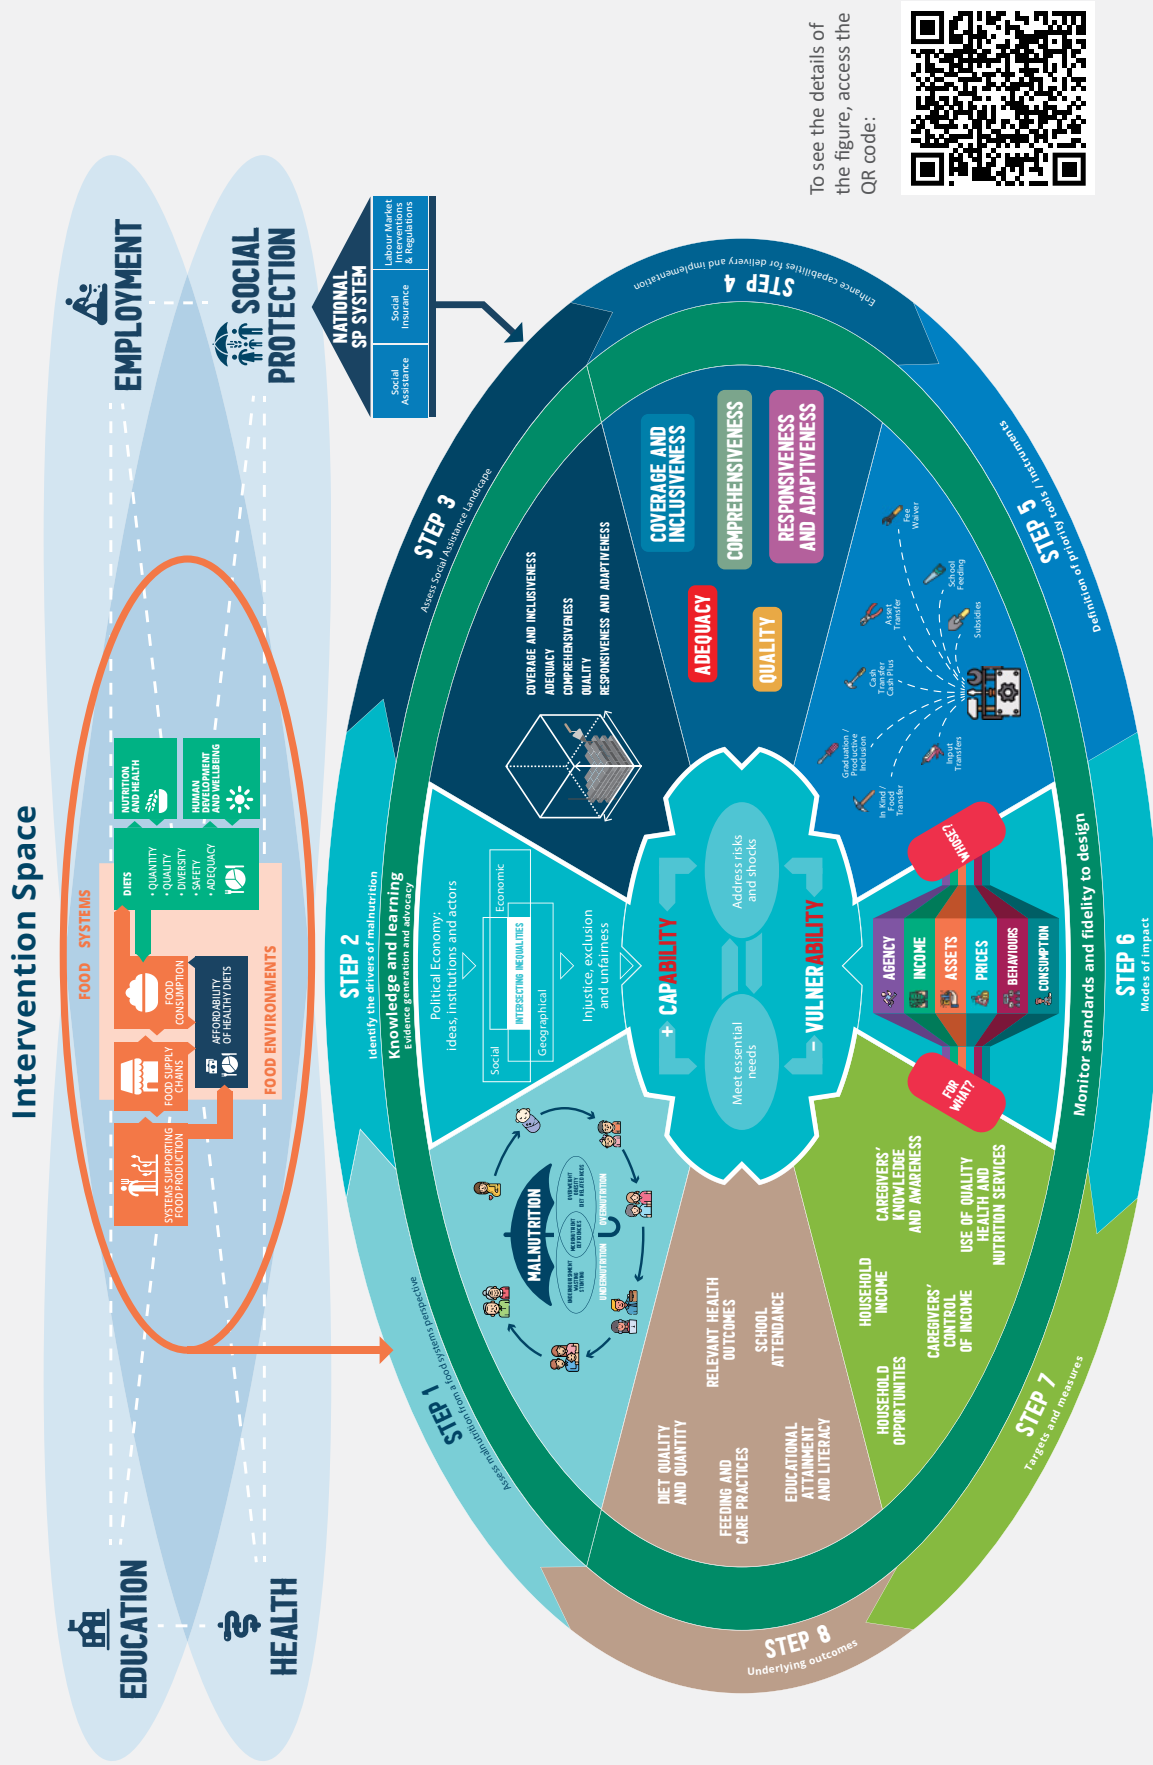 Intervention Space
EDUCATION
EMPLOYMENT
HEALTH
SOCIAL
PROTECTION
FOOD SYSTEMS
SYSTEMS SUPPORTING
FOOD PRODUCTION
FOOD SUPPLY
CHAINS
FOOD
CONSUMPTION
AFFORDABILITY
OF HEALTHY DIETS
DIETS
• QUANTITY
• QUALITY
• DIVERSITY
• SAFETY
• ADEQUACY
NUTRITION
AND HEALTH
HUMAN
DEVELOPMENT
AND WELLBEING
FOOD ENVIRONMENTS
NATIONAL
SP SYSTEM
Social
Assistance
Social
Insurance
Labour Market
Interventions
& Regulations
STEP 1
Assess malnutrition from a food systems perspective
MALNUTRITION
UNDERNOURISHMENT
WASTING
STUNTING
MICRONUTRIENT
DEFICIENCIES
OVERWEIGHT
OBESITY
DIET RELATED NCDS
UNDERNUTRITION
OVERNUTRITION
STEP 2
Identify the drivers of malnutrition
Knowledge and learning
Evidence generation and advocacy
Political Economy:
ideas, institutions and actors
Social
Economic
INTERSECTING INEQUALITIES
Geographical
Injustice, exclusion
and unfairness
STEP 3
Assess Social Assistance Landscape
COVERAGE AND INCLUSIVENESS
ADEQUACY
COMPREHENSIVENESS
QUALITY
RESPONSIVENESS AND ADAPTIVENESS
STEP 4
Enhance capabilities for delivery and implementation
COVERAGE AND
INCLUSIVENESS
ADEQUACY
COMPREHENSIVENESS
QUALITY
RESPONSIVENESS
AND ADAPTIVENESS
STEP 5
Definition of priority tools / Instruments
In Kind /
Food
Transfer
Graduation /
Productive
Inclusion
Cash
Transfer
Cash Plus
Asset
Transfer
Fee
Waiver
School
Feeding
Subsidies
Input
Transfers
+ CAPABILITY
Meet essential
needs
Address risks
and shocks
– VULNERABILITY
STEP 6
Modes of impact
Monitor standards and fidelity to design
FOR
WHAT?
WHOSE?
AGENCY
INCOME
ASSETS
PRICES
BEHAVIOURS
CONSUMPTION
STEP 7
Targets and measures
HOUSEHOLD
OPPORTUNITIES
HOUSEHOLD
INCOME
CAREGIVERS'
KNOWLEDGE
AND AWARENESS
CAREGIVERS'
CONTROL
OF INCOME
USE OF QUALITY
HEALTH AND
NUTRITION SERVICES
STEP 8
Underlying outcomes
DIET QUALITY
AND QUANTITY
RELEVANT HEALTH
OUTCOMES
FEEDING AND
CARE PRACTICES
SCHOOL
ATTENDANCE
EDUCATIONAL
ATTAINMENT
AND LITERACY
To see the details of
the figure, access the
QR code: